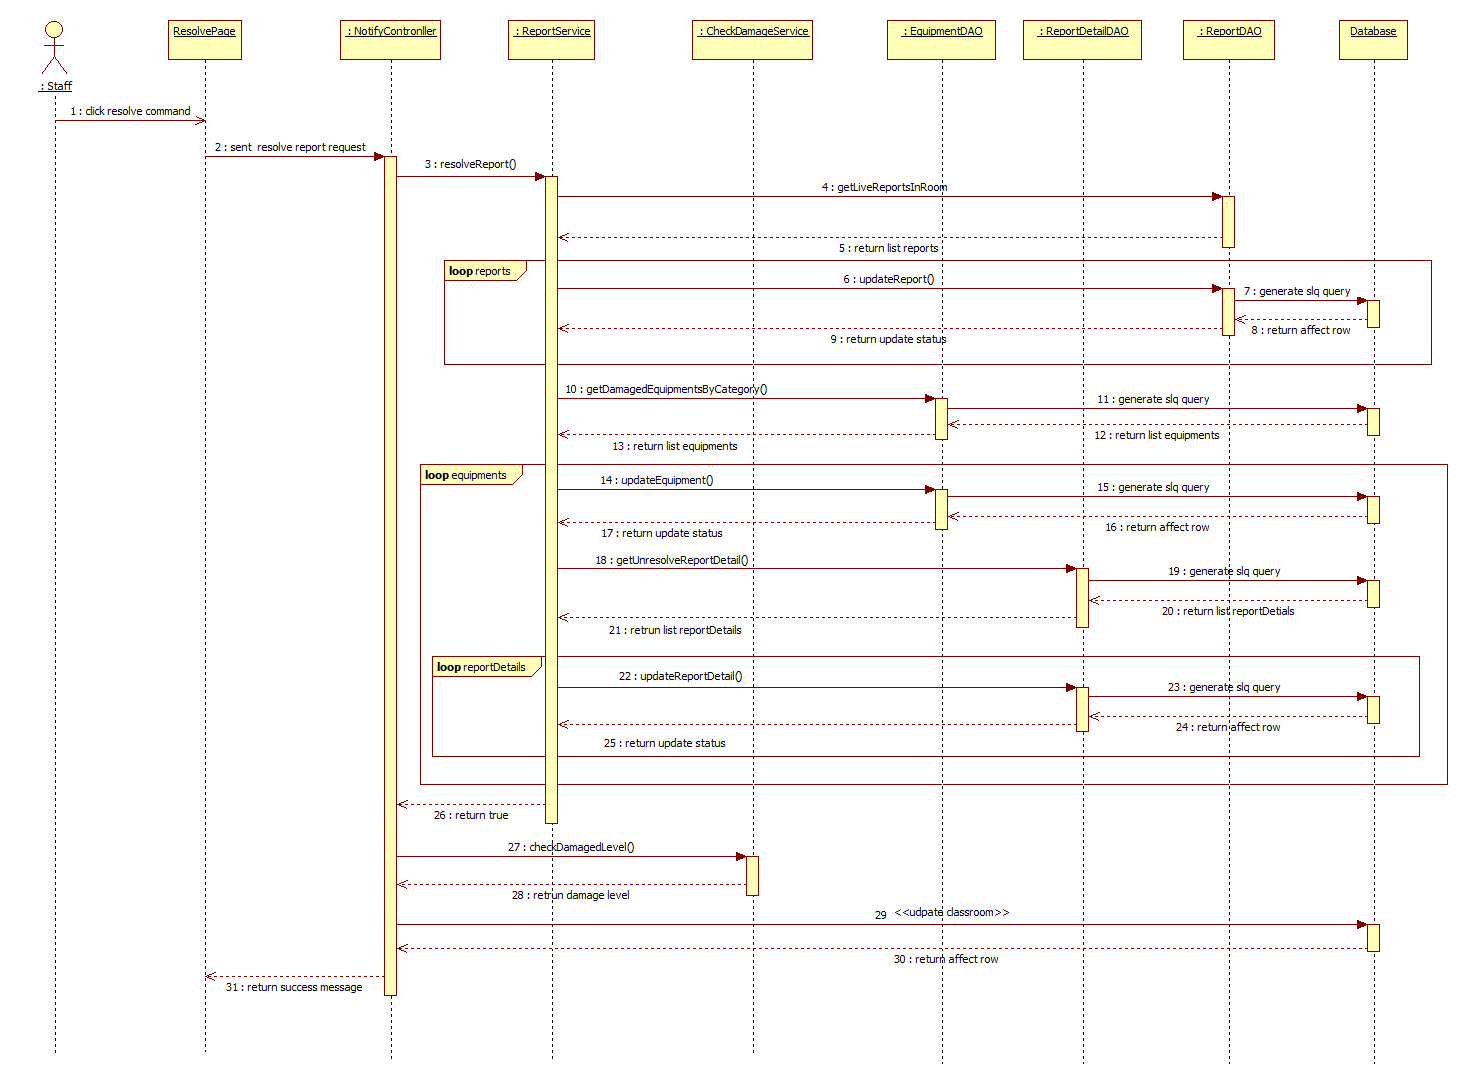 ResolvePage
: NotifyContronller
: ReportService
: CheckDamageService
: EquipmentDAO
: ReportDetailDAO
: ReportDAO
Database
: Staff
1 : click resolve command
2 : sent  resolve report request
3 : resolveReport()
4 : getLiveReportsInRoom
5 : return list reports
loop reports
6 : updateReport()
7 : generate slq query
8 : return affect row
9 : return update status
10 : getDamagedEquipmentsByCategory()
11 : generate slq query
12 : return list equipments
13 : return list equipments
loop equipments
14 : updateEquipment()
15 : generate slq query
16 : return affect row
17 : return update status
18 : getUnresolveReportDetail()
19 : generate slq query
20 : return list reportDetials
21 : retrun list reportDetails
loop reportDetails
22 : updateReportDetail()
23 : generate slq query
24 : return affect row
25 : return update status
26 : return true
27 : checkDamagedLevel()
28 : retrun damage level
29 <<udpate classroom>>
30 : return affect row
31 : return success message